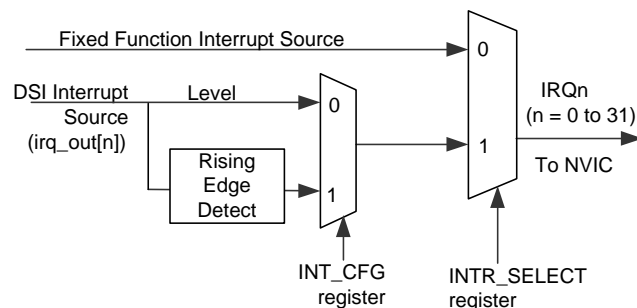 Fixed Function Interrupt Source
0
DSI Interrupt
Source
(irq_out[n])
Level
0
Rising
Edge
Detect
1
1
IRQn
(n = 0 to 31)
To NVIC
INT_CFG
register
INTR_SELECT
register